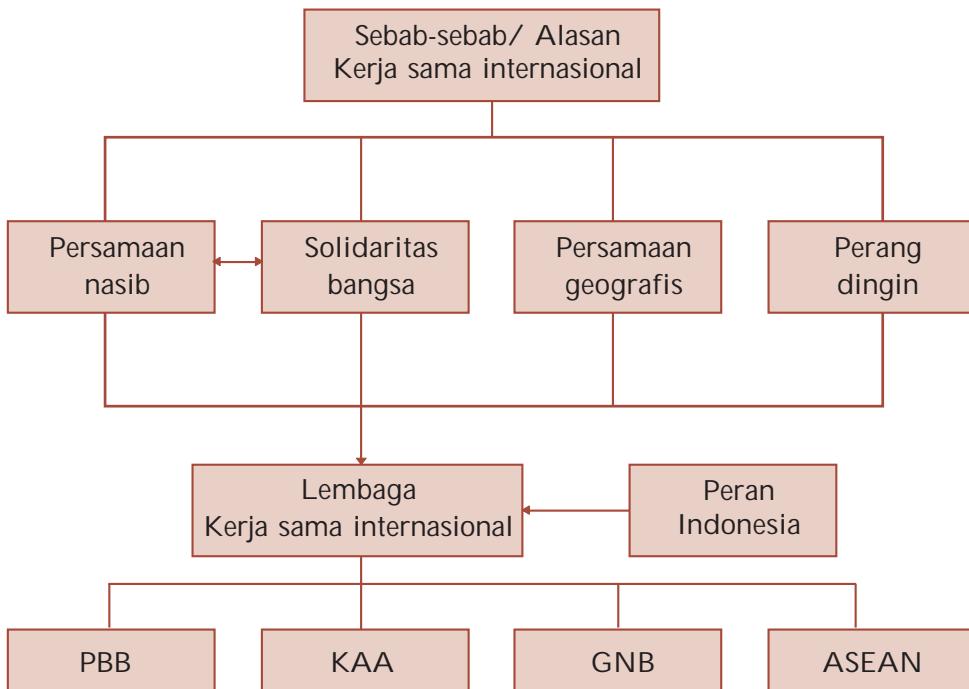 Sebab-sebab/ Alasan
Kerja sama internasional
Persamaan
nasib
Solidaritas
bangsa
Persamaan
geografis
Perang
dingin
Lembaga
Kerja sama internasional
Peran
Indonesia
PBB
KAA
GNB
ASEAN